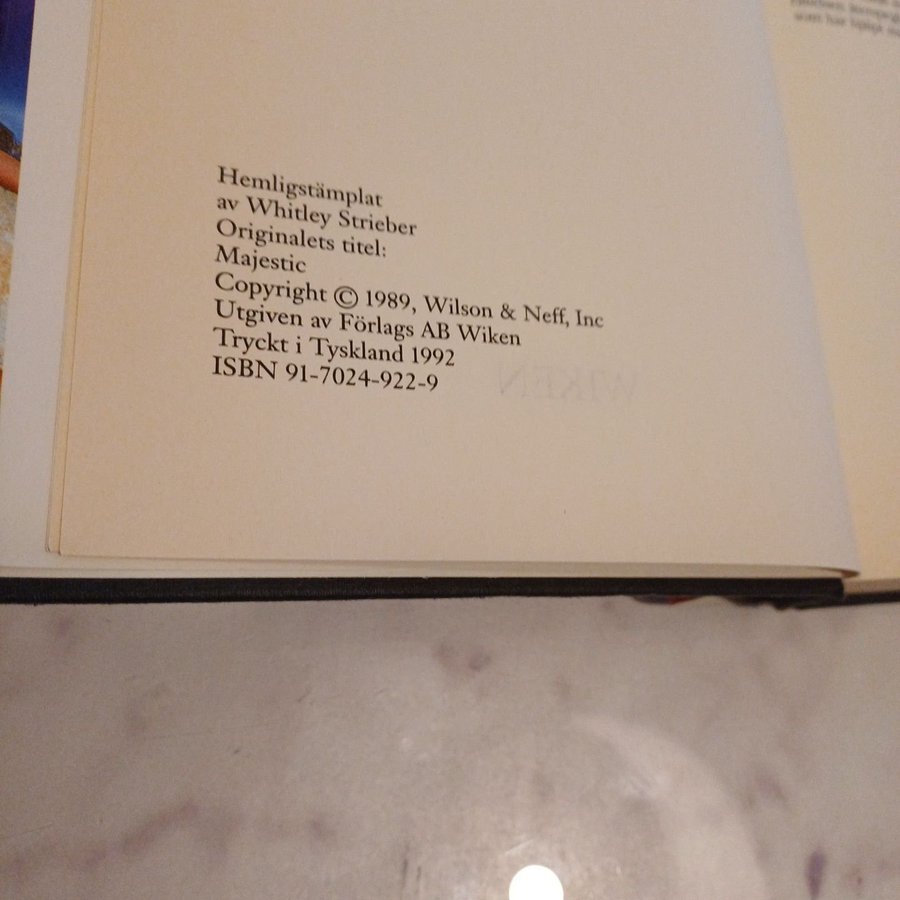 Hemligstämplat
av Whitley Strieber
Originalets titel:
Majestic
Copyright © 1989, Wilson & Neff, Inc
Utgiven av Förlags AB Wiken
Tryckt i Tyskland 1992
ISBN 91-7024-922-9
WIKEN